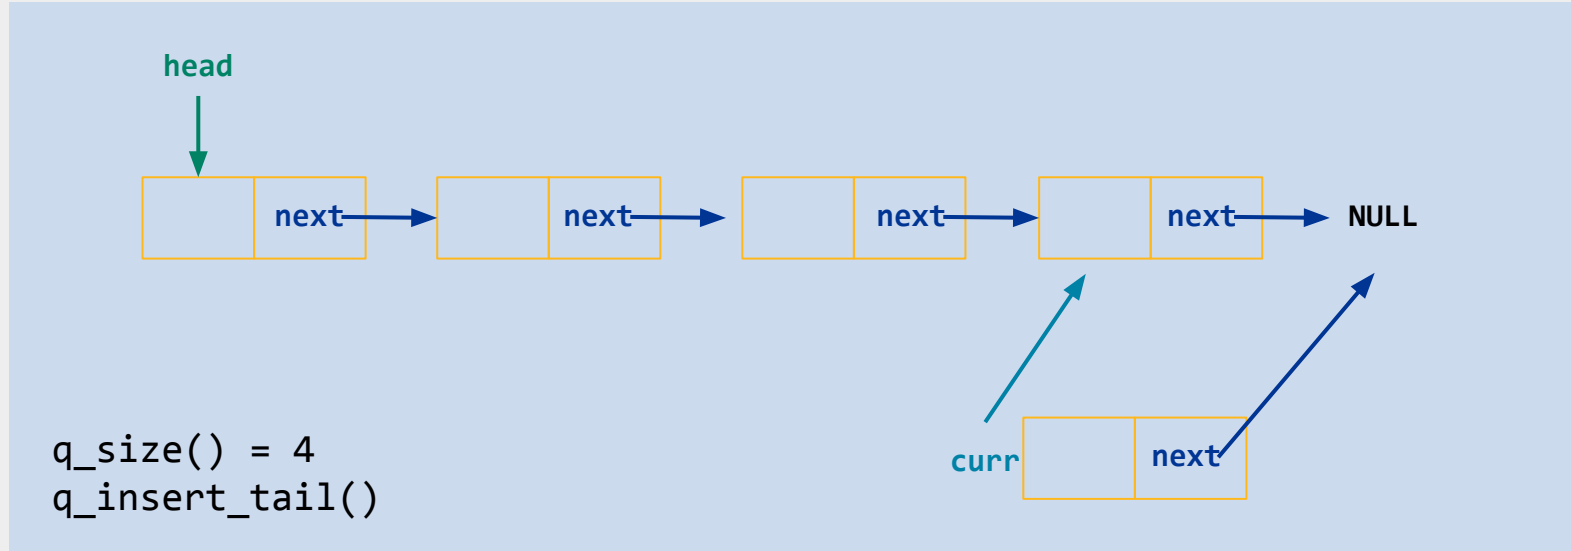 head
next next next next NULL
curr next
q_size() = 4
q_insert_tail()